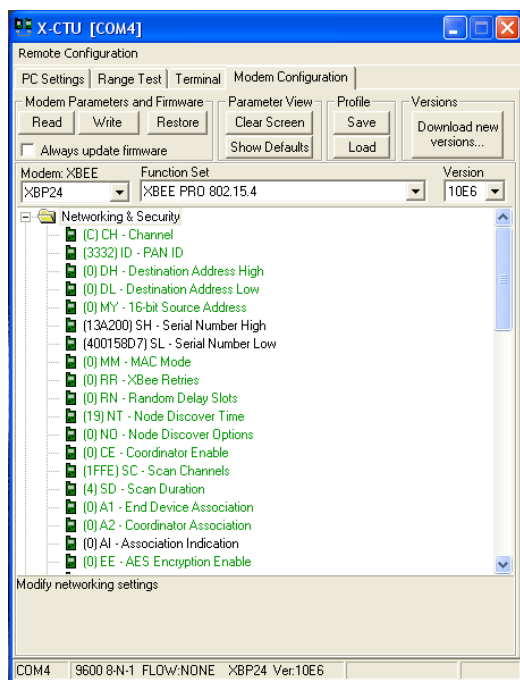 X-CTU [COM4]
Remote Configuration
PC Settings Range Test Terminal Modem Configuration
Modem Parameters and Firmware Parameter View Profile Versions
Read Write Restore Clear Screen Save Download new versions...
Always update firmware Show Defaults Load
Modem: XBEE Function Set Version
XBP24 XBEE PRO 802.15.4 10E6
Networking & Security
(C) CH - Channel
(3332) ID - PAN ID
(0) DH - Destination Address High
(0) DL - Destination Address Low
(0) MY - 16-bit Source Address
(13A200) SH - Serial Number High
(400158D7) SL - Serial Number Low
(0) MM - MAC Mode
(0) RR - XBee Retries
(0) RN - Random Delay Slots
(19) NT - Node Discover Time
(0) NO - Node Discover Options
(0) CE - Coordinator Enable
(1FFE) SC - Scan Channels
(4) SD - Scan Duration
(0) A1 - End Device Association
(0) A2 - Coordinator Association
(0) AI - Association Indication
(0) EE - AES Encryption Enable
Modify networking settings
COM4 9600 8-N-1 FLOW:NONE XBP24 Ver:10E6